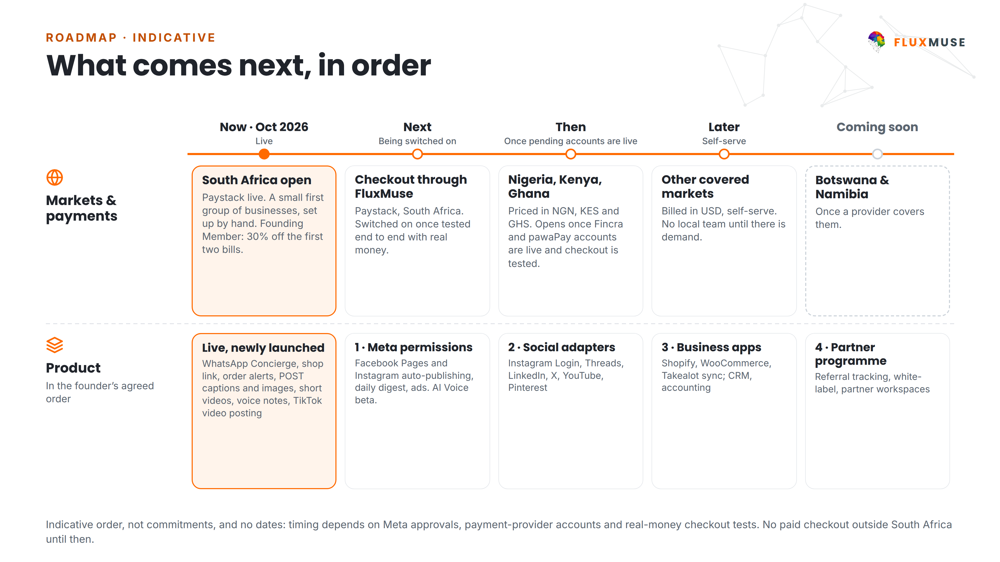 ROADMAP · INDICATIVE
What comes next, in order
FLUXMUSE
Now · Oct 2026
Live
Next
Being switched on
Then
Once pending accounts are live
Later
Self-serve
Coming soon
Markets &
payments
South Africa open
Paystack live. A small first
group of businesses, set
up by hand. Founding
Member: 30% off the first
two bills.
Checkout through
FluxMuse
Paystack, South Africa.
Switched on once tested
end to end with real
money.
Nigeria, Kenya,
Ghana
Priced in NGN, KES and
GHS. Opens once Fincra
and pawaPay accounts
are live and checkout is
tested.
Other covered
markets
Billed in USD, self-serve.
No local team until there is
demand.
Botswana &
Namibia
Once a provider covers
them.
Product
In the founder’s agreed
order
Live, newly launched
WhatsApp Concierge, shop
link, order alerts, POST
captions and images, short
videos, voice notes, TikTok
video posting
1 · Meta permissions
Facebook Pages and
Instagram auto-publishing,
daily digest, ads. AI Voice
beta.
2 · Social adapters
Instagram Login, Threads,
LinkedIn, X, YouTube,
Pinterest
3 · Business apps
Shopify, WooCommerce,
Takealot sync; CRM,
accounting
4 · Partner
programme
Referral tracking, white-
label, partner workspaces
Indicative order, not commitments, and no dates: timing depends on Meta approvals, payment-provider accounts and real-money checkout tests. No paid checkout outside South Africa
until then.